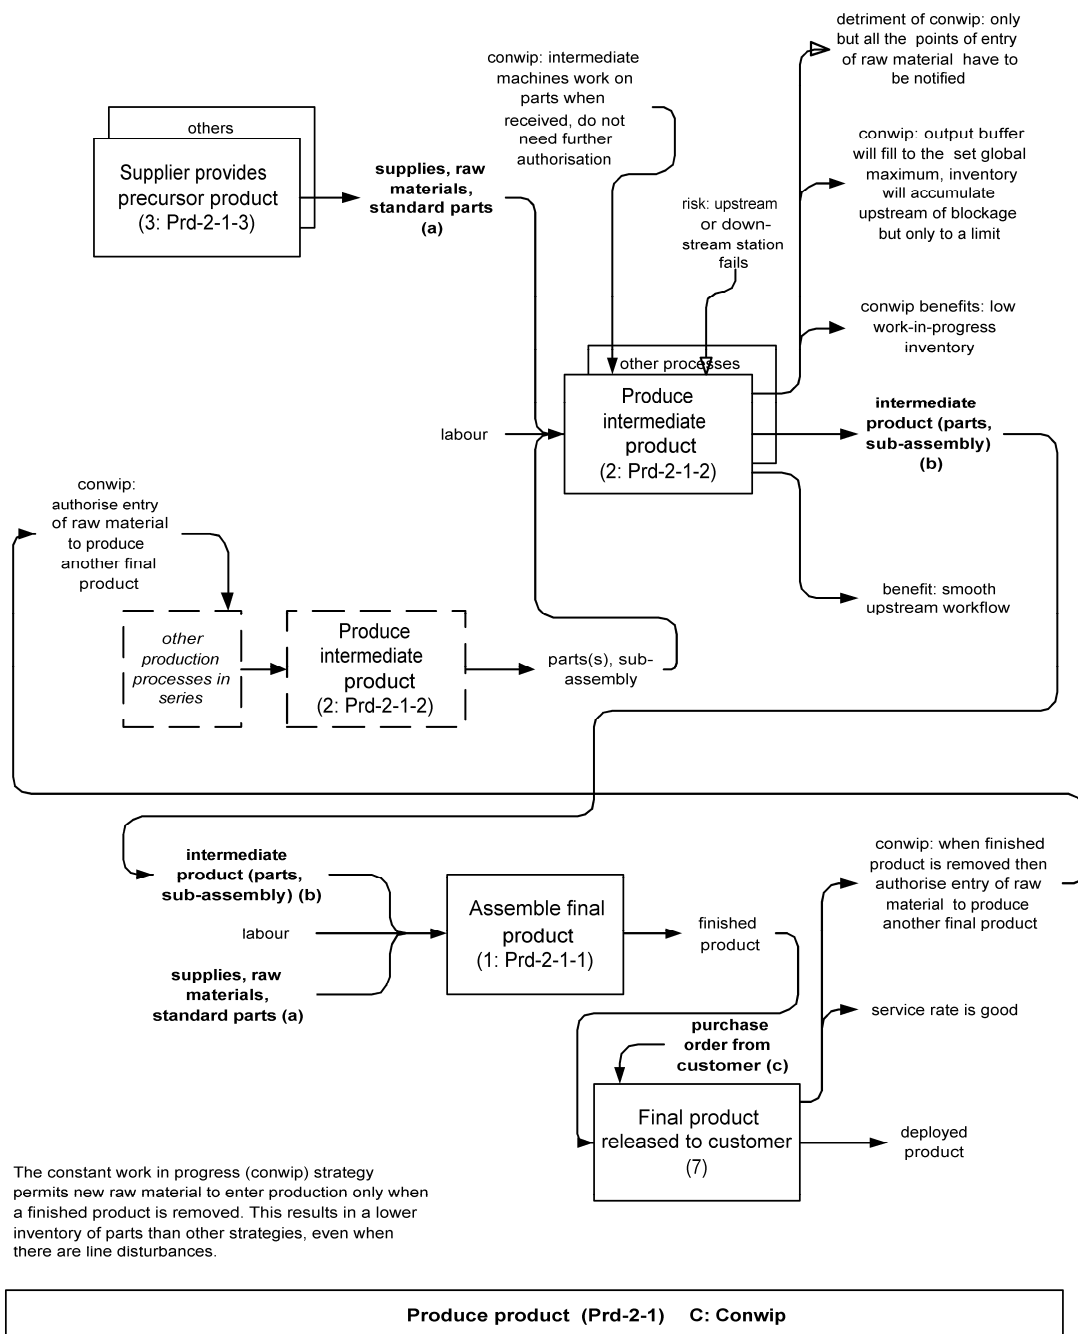 detriment of conwip: only
but all the points of entry
of raw material have to
be notified
conwip: intermediate
machines work on
parts when
received, do not
need further
authorisation
others
Supplier provides
precursor product
(3: Prd-2-1-3)
supplies, raw
materials,
standard parts
(a)
conwip: output buffer
will fill to the set global
maximum, inventory
will accumulate
upstream of blockage
but only to a limit
risk: upstream
or down-
stream station
fails
conwip benefits: low
work-in-progress
inventory
other processes
Produce
intermediate
product
(2: Prd-2-1-2)
labour
intermediate
product (parts,
sub-assembly)
(b)
conwip:
authorise entry
of raw material
to produce
another final
product
benefit: smooth
upstream workflow
other
production
processes in
series
Produce
intermediate
product
(2: Prd-2-1-2)
parts(s), sub-
assembly
intermediate
product (parts,
sub-assembly) (b)
labour
supplies, raw
materials,
standard parts (a)
Assemble final
product
(1: Prd-2-1-1)
finished
product
conwip: when finished
product is removed then
authorise entry of raw
material to produce
another final product
service rate is good
purchase
order from
customer (c)
Final product
released to customer
(7)
deployed
product
The constant work in progress (conwip) strategy
permits new raw material to enter production only when
a finished product is removed. This results in a lower
inventory of parts than other strategies, even when
there are line disturbances.
Produce product (Prd-2-1) C: Conwip